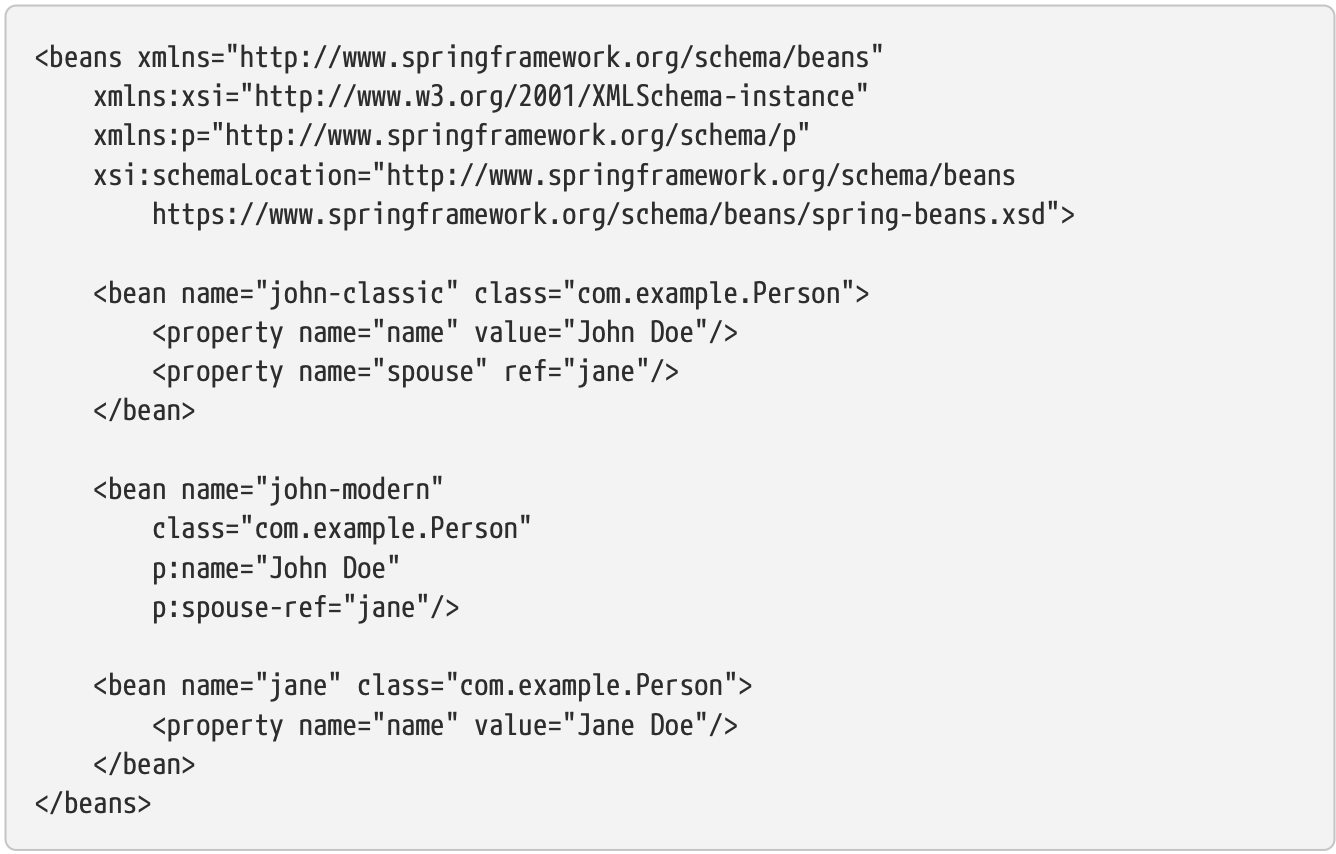 <beans xmlns="http://www.springframework.org/schema/beans"
    xmlns:xsi="http://www.w3.org/2001/XMLSchema-instance"
    xmlns:p="http://www.springframework.org/schema/p"
    xsi:schemaLocation="http://www.springframework.org/schema/beans
        https://www.springframework.org/schema/beans/spring-beans.xsd">

    <bean name="john-classic" class="com.example.Person">
        <property name="name" value="John Doe"/>
        <property name="spouse" ref="jane"/>
    </bean>

    <bean name="john-modern"
        class="com.example.Person"
        p:name="John Doe"
        p:spouse-ref="jane"/>

    <bean name="jane" class="com.example.Person">
        <property name="name" value="Jane Doe"/>
    </bean>
</beans>